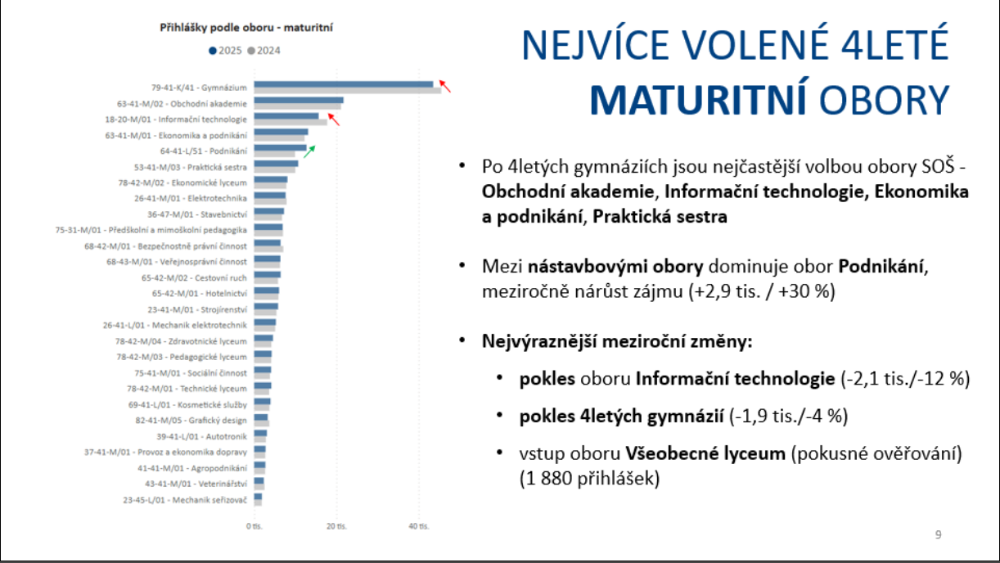 Přihlášky podle oboru - maturitní
2025 2024
79-41-K/41 - Gymnázium
63-41-M/02 - Obchodní akademie
18-20-M/01 - Informační technologie
63-41-M/01 - Ekonomika a podnikání
64-41-L/51 - Podnikání
53-41-M/03 - Praktická sestra
78-42-M/02 - Ekonomické lyceum
26-41-M/01 - Elektrotechnika
36-47-M/01 - Stavebnictví
75-31-M/01 - Předškolní a mimoškolní pedagogika
68-42-M/01 - Bezpečnostně právní činnost
68-43-M/01 - Veřejnosprávní činnost
65-42-M/02 - Cestovní ruch
65-42-M/01 - Hotelnictví
23-41-M/01 - Strojírenství
26-41-L/01 - Mechanik elektrotechnik
78-42-M/04 - Zdravotnické lyceum
78-42-M/03 - Pedagogické lyceum
75-41-M/01 - Sociální činnost
78-42-M/01 - Technické lyceum
69-41-L/01 - Kosmetické služby
82-41-M/05 - Grafický design
39-41-L/01 - Autotronik
37-41-M/01 - Provoz a ekonomika dopravy
41-41-M/01 - Agropodnikání
43-41-M/01 - Veterinářství
23-45-L/01 - Mechanik seřizovač
0 tis. 20 tis. 40 tis.
NEJVÍCE VOLENÉ 4LETÉ
MATURITNÍ OBORY
• Po 4letých gymnáziích jsou nejčastější volbou obory SOŠ -
Obchodní akademie, Informační technologie, Ekonomika
a podnikání, Praktická sestra
• Mezi nástavbovými obory dominuje obor Podnikání,
meziročně nárůst zájmu (+2,9 tis. / +30 %)
• Nejvýraznější meziroční změny:
• pokles oboru Informační technologie (-2,1 tis./-12 %)
• pokles 4letých gymnázií (-1,9 tis./-4 %)
• vstup oboru Všeobecné lyceum (pokusné ověřování)
(1 880 přihlášek)
9